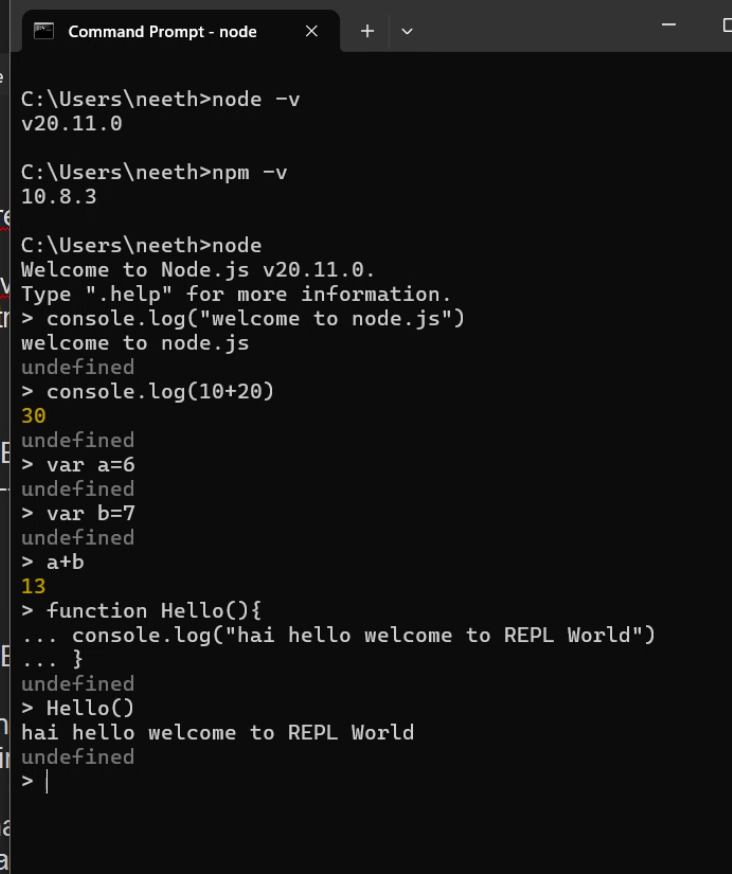 Command Prompt - node
C:\Users\neeth>node -v
v20.11.0
C:\Users\neeth>npm -v
10.8.3
C:\Users\neeth>node
Welcome to Node.js v20.11.0.
Type ".help" for more information.
> console.log("welcome to node.js")
welcome to node.js
undefined
> console.log(10+20)
30
undefined
> var a=6
undefined
> var b=7
undefined
> a+b
13
> function Hello(){
... console.log("hai hello welcome to REPL World")
... }
undefined
> Hello()
hai hello welcome to REPL World
undefined
>